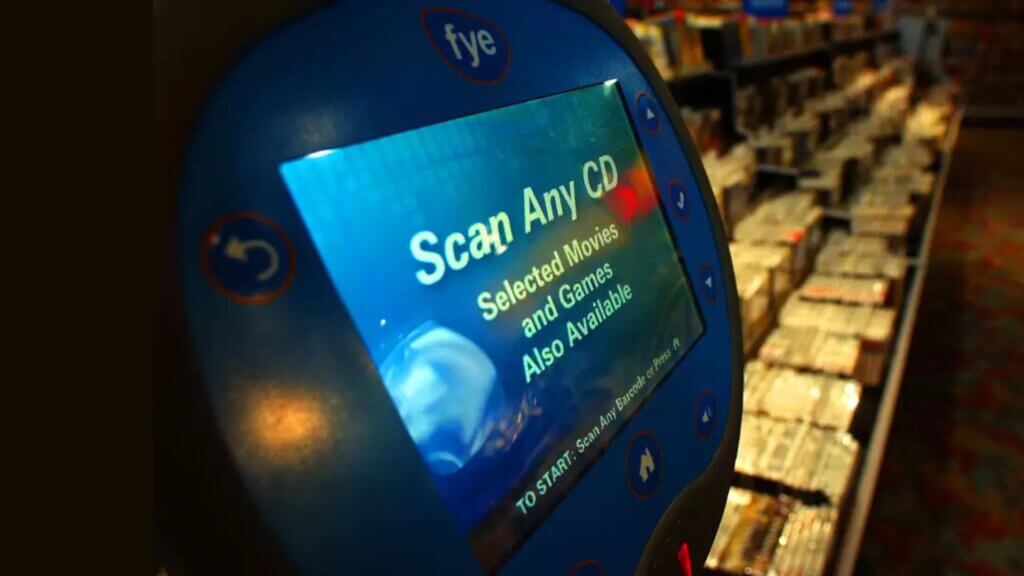 fye
Scan Any CD
Selected Movies
and Games
Also Available
TO START: Scan Any Barcode or Press